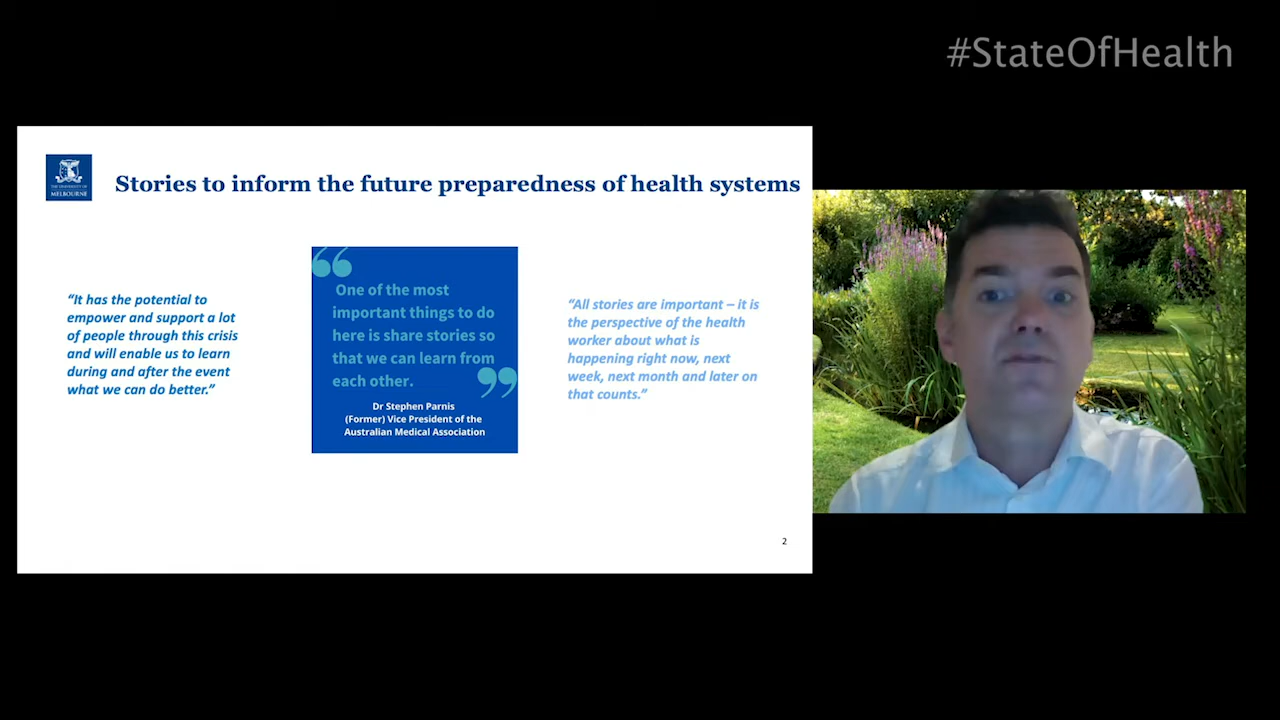 #StateOfHealth
THE UNIVERSITY OF
MELBOURNE
Stories to inform the future preparedness of health systems
“It has the potential to
empower and support a lot
of people through this crisis
and will enable us to learn
during and after the event
what we can do better.”
“
One of the most
important things to do
here is share stories so
that we can learn from
each other.
”
Dr Stephen Parnis
(Former) Vice President of the
Australian Medical Association
“All stories are important – it is
the perspective of the health
worker about what is
happening right now, next
week, next month and later on
that counts.”
2